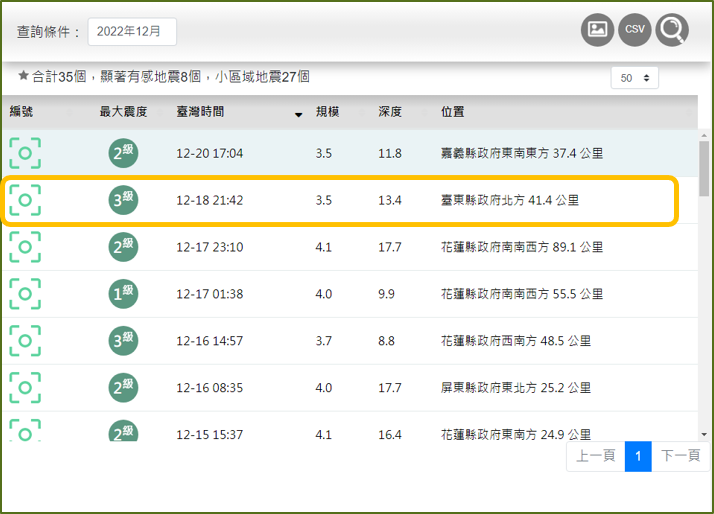 查詢條件： 2022年12月 CSV
★ 合計35個，顯著有感地震8個，小區域地震27個 50
編號 最大震度 臺灣時間 規模 深度 位置
2級 12-20 17:04 3.5 11.8 嘉義縣政府東南東方 37.4 公里
3級 12-18 21:42 3.5 13.4 臺東縣政府北方 41.4 公里
2級 12-17 23:10 4.1 17.7 花蓮縣政府南南西方 89.1 公里
1級 12-17 01:38 4.0 9.9 花蓮縣政府南南西方 55.5 公里
3級 12-16 14:57 3.7 8.8 花蓮縣政府西南方 48.5 公里
2級 12-16 08:35 4.0 17.7 屏東縣政府東北方 25.2 公里
2級 12-15 15:37 4.1 16.4 花蓮縣政府東南方 24.9 公里
上一頁 1 下一頁